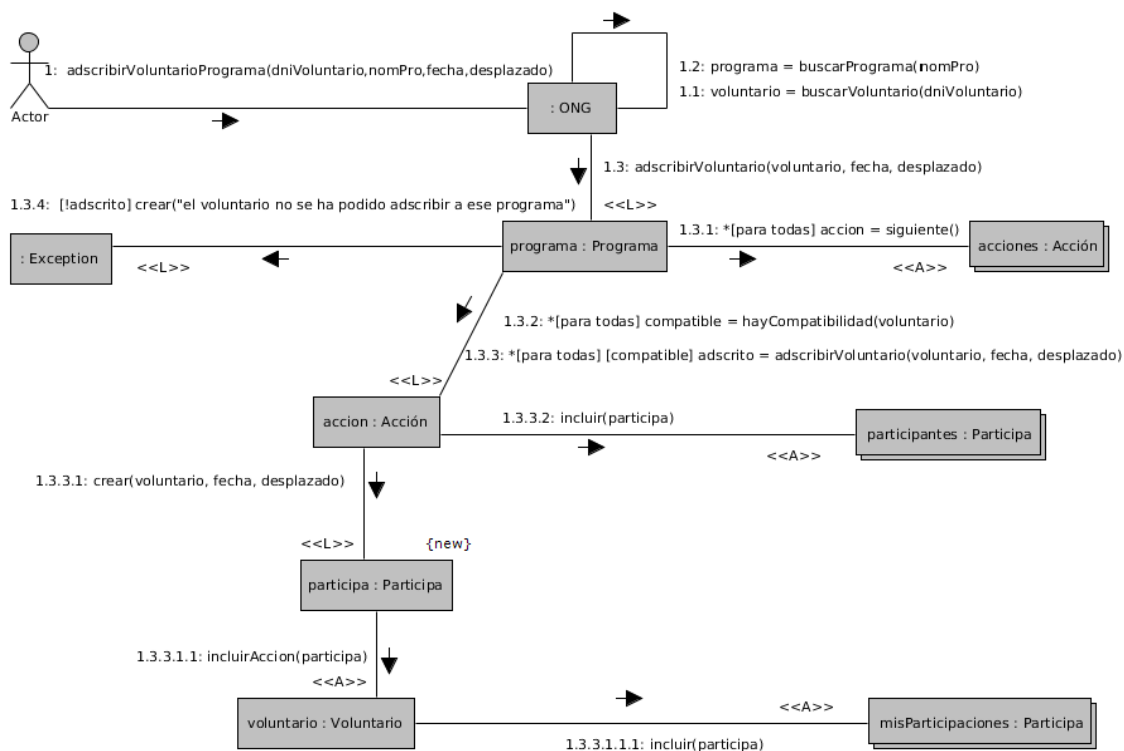 1: adscribirVoluntarioPrograma(dniVoluntario,nomPro,fecha,desplazado)
Actor
1.2: programa = buscarPrograma(nomPro)
1.1: voluntario = buscarVoluntario(dniVoluntario)
: ONG
1.3: adscribirVoluntario(voluntario, fecha, desplazado)
1.3.4: [!adscrito] crear("el voluntario no se ha podido adscribir a ese programa")
<<L>>
1.3.1: *[para todas] accion = siguiente()
programa : Programa
acciones : Acción
: Exception
<<L>>
<<A>>
1.3.2: *[para todas] compatible = hayCompatibilidad(voluntario)
1.3.3: *[para todas] [compatible] adscrito = adscribirVoluntario(voluntario, fecha, desplazado)
<<L>>
accion : Acción
1.3.3.2: incluir(participa)
participantes : Participa
<<A>>
1.3.3.1: crear(voluntario, fecha, desplazado)
<<L>>
{new}
participa : Participa
1.3.3.1.1: incluirAccion(participa)
<<A>>
voluntario : Voluntario
<<A>>
misParticipaciones : Participa
1.3.3.1.1.1: incluir(participa)